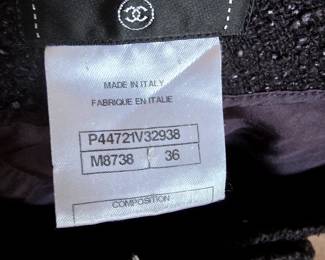 MADE IN ITALY
FABRIQUE EN ITALIE
P44721V32938
M8738 36
COMPOSITION